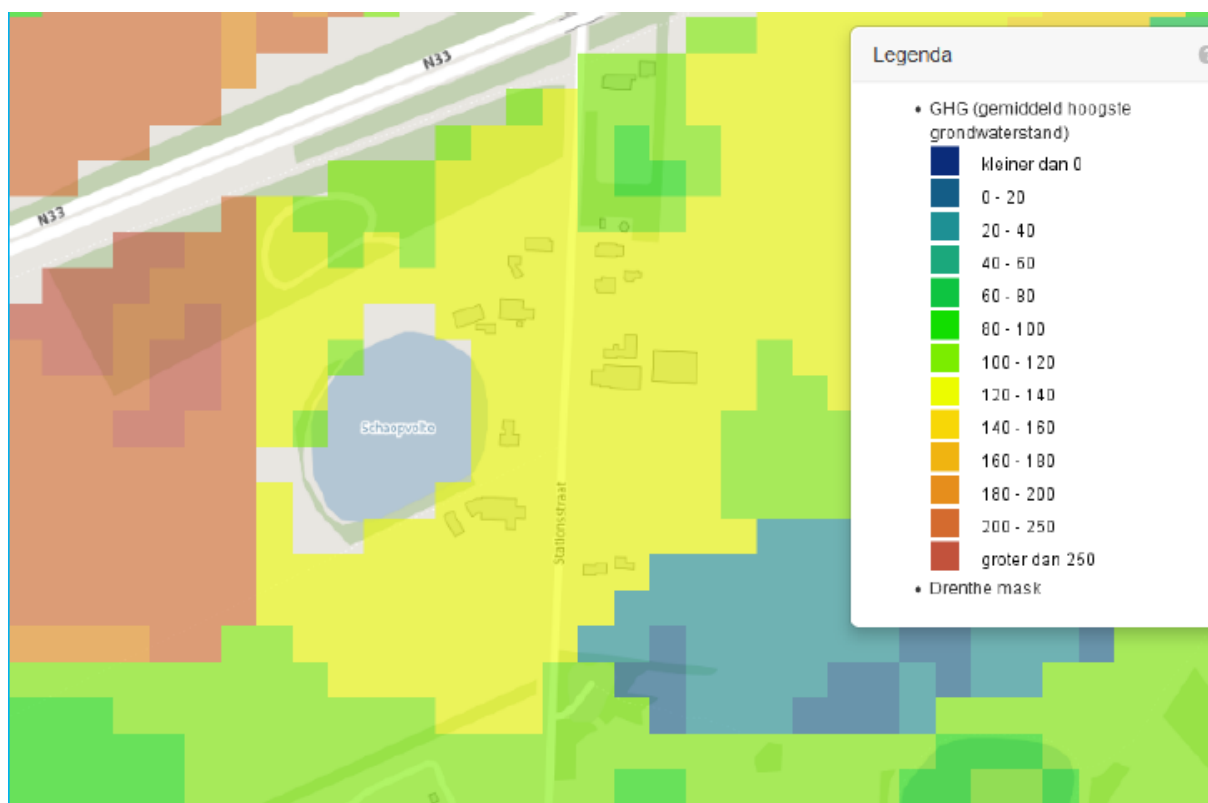 N33
N33
Schaapvolte
Stationsstraat
Legenda
GHG (gemiddeld hoogste
grondwaterstand)
kleiner dan 0
0 - 20
20 - 40
40 - 60
60 - 80
80 - 100
100 - 120
120 - 140
140 - 160
160 - 180
180 - 200
200 - 250
groter dan 250
Drenthe mask